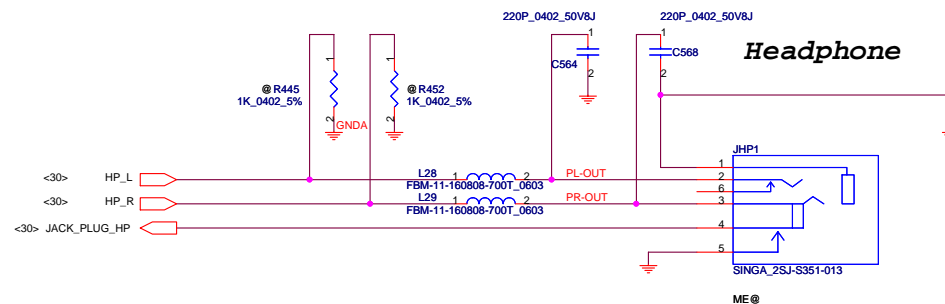 220P_0402_50V8J
220P_0402_50V8J
Headphone
1
1
C564
C568
2
2
1
1
@ R445
1K_0402_5%
@ R452
1K_0402_5%
2
GNDA
2
JHP1
1
<30> HP_L
L28
1
2
PL-OUT
2
FBM-11-160808-700T_0603
6
<30> HP_R
L29
1
2
PR-OUT
3
FBM-11-160808-700T_0603
<30> JACK_PLUG_HP
4
5
SINGA_2SJ-S351-013
ME@